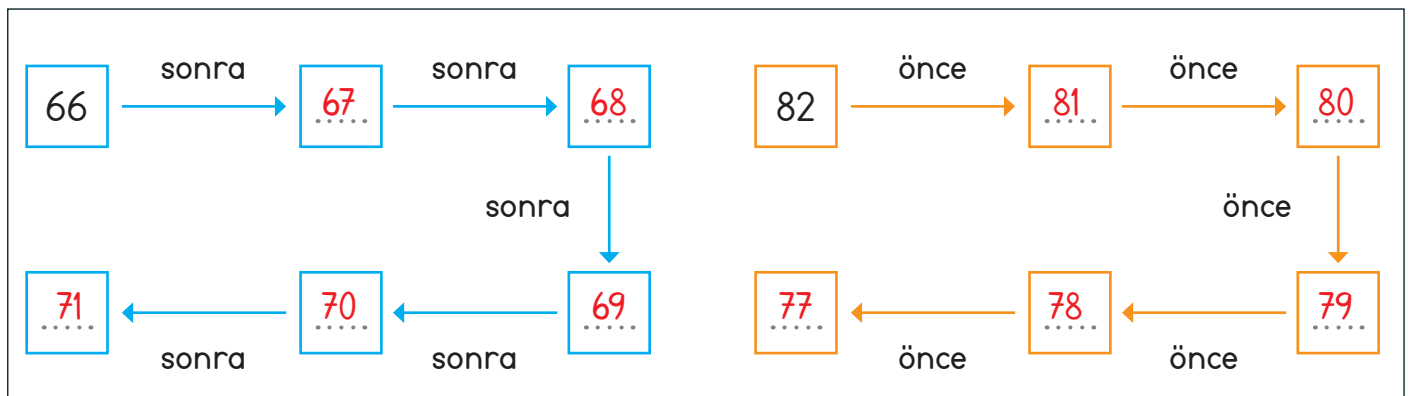 sonra sonra önce önce
66 67 68 82 81 80
sonra önce
71 70 69 77 78 79
sonra sonra önce önce